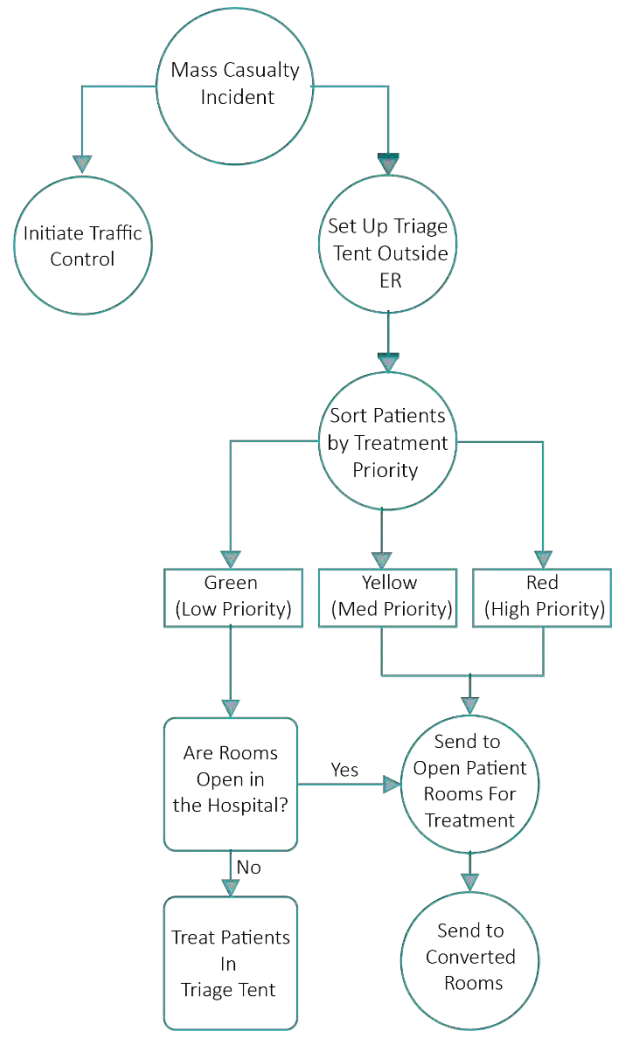 Mass Casualty
Incident
Initiate Traffic
Control
Set Up Triage
Tent Outside
ER
Sort Patients
by Treatment
Priority
Green
(Low Priority)
Yellow
(Med Priority)
Red
(High Priority)
Are Rooms
Open in
the Hospital?
Yes
Send to
Open Patient
Rooms For
Treatment
No
Treat Patients
In
Triage Tent
Send to
Converted
Rooms